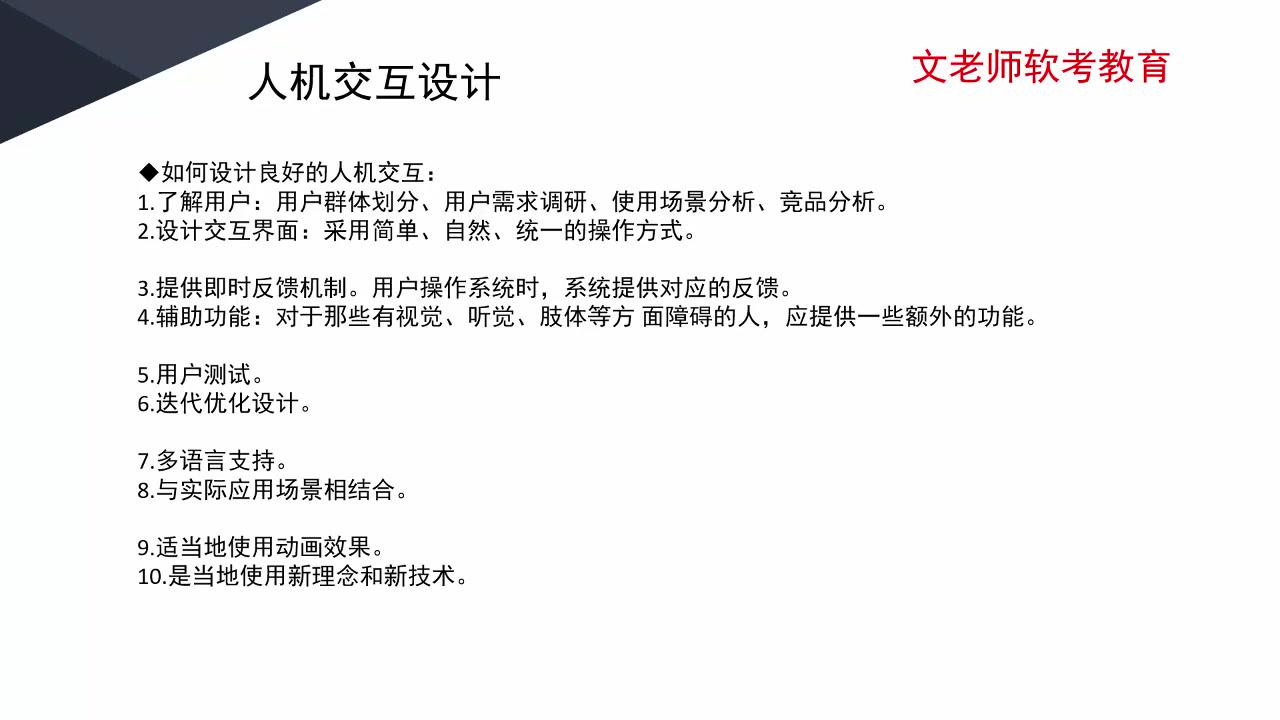 人机交互设计
文老师软考教育
◆如何设计良好的人机交互：
1.了解用户：用户群体划分、用户需求调研、使用场景分析、竞品分析。
2.设计交互界面：采用简单、自然、统一的操作方式。
3.提供即时反馈机制。用户操作系统时，系统提供对应的反馈。
4.辅助功能：对于那些有视觉、听觉、肢体等方 面障碍的人，应提供一些额外的功能。
5.用户测试。
6.迭代优化设计。
7.多语言支持。
8.与实际应用场景相结合。
9.适当地使用动画效果。
10.是当地使用新理念和新技术。